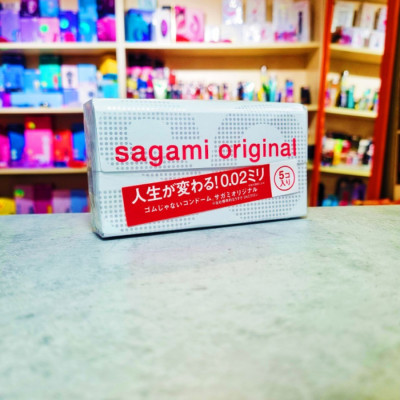 sagami original
人生が変わる!0.02ミリ
ゴムじゃないコンドーム、サガミオリジナル
5コ
入り